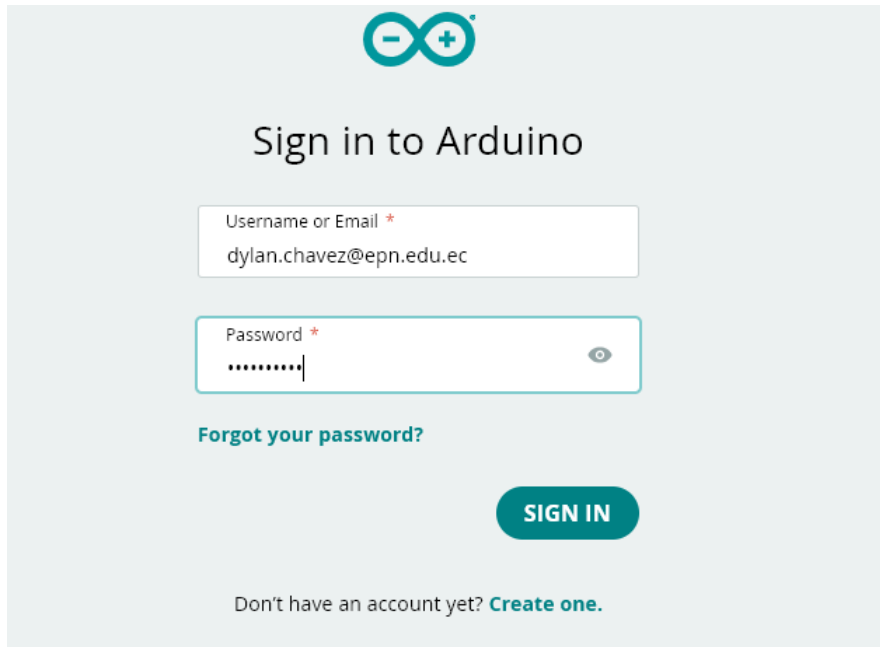 Sign in to Arduino
Username or Email *
dylan.chavez@epn.edu.ec
Password *
••••••••••
Forgot your password?
SIGN IN
Don't have an account yet? Create one.